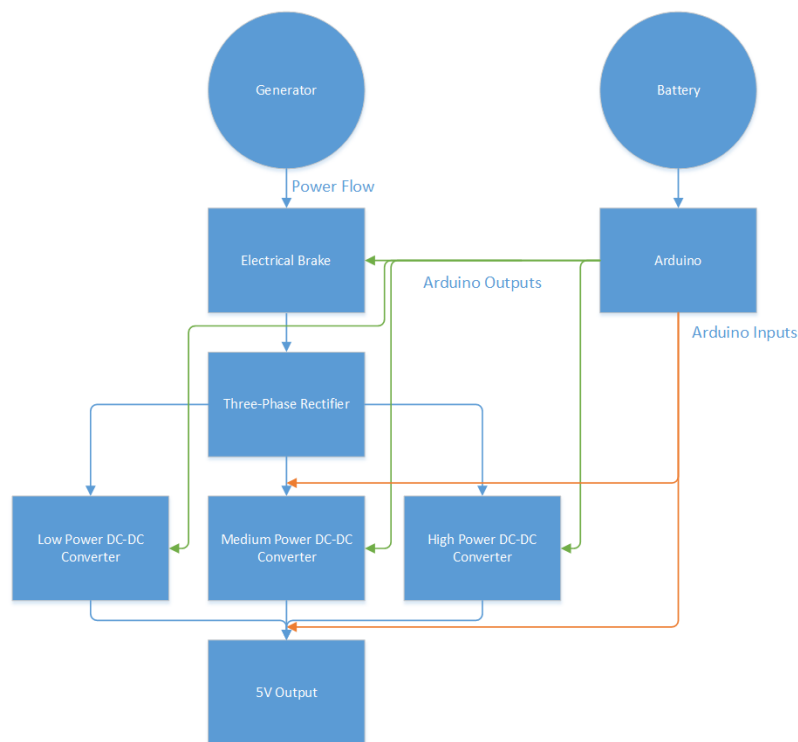 Generator
Battery
Power Flow
Electrical Brake
Arduino
Arduino Outputs
Arduino Inputs
Three-Phase Rectifier
Low Power DC-DC
Converter
Medium Power DC-DC
Converter
High Power DC-DC
Converter
5V Output